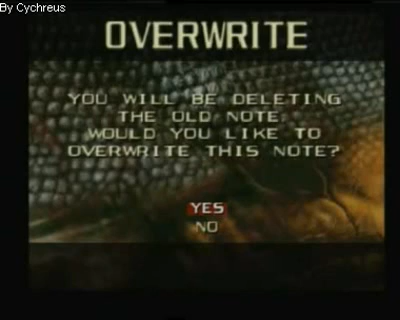 By Cychreus
OVERWRITE
YOU WILL BE DELETING
THE OLD NOTE.
WOULD YOU LIKE TO
OVERWRITE THIS NOTE?
YES
NO